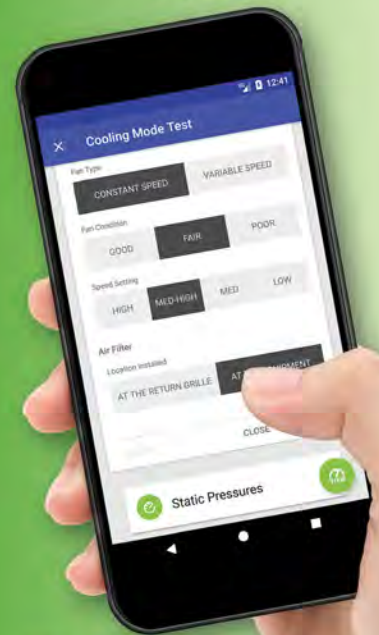 12:41
Cooling Mode Test
Fan Type
CONSTANT SPEED VARIABLE SPEED
Fan Condition
GOOD FAIR POOR
Speed Setting
HIGH MED-HIGH MED LOW
Air Filter
Location Installed
AT THE RETURN GRILLE AT
CLOSE
Static Pressures